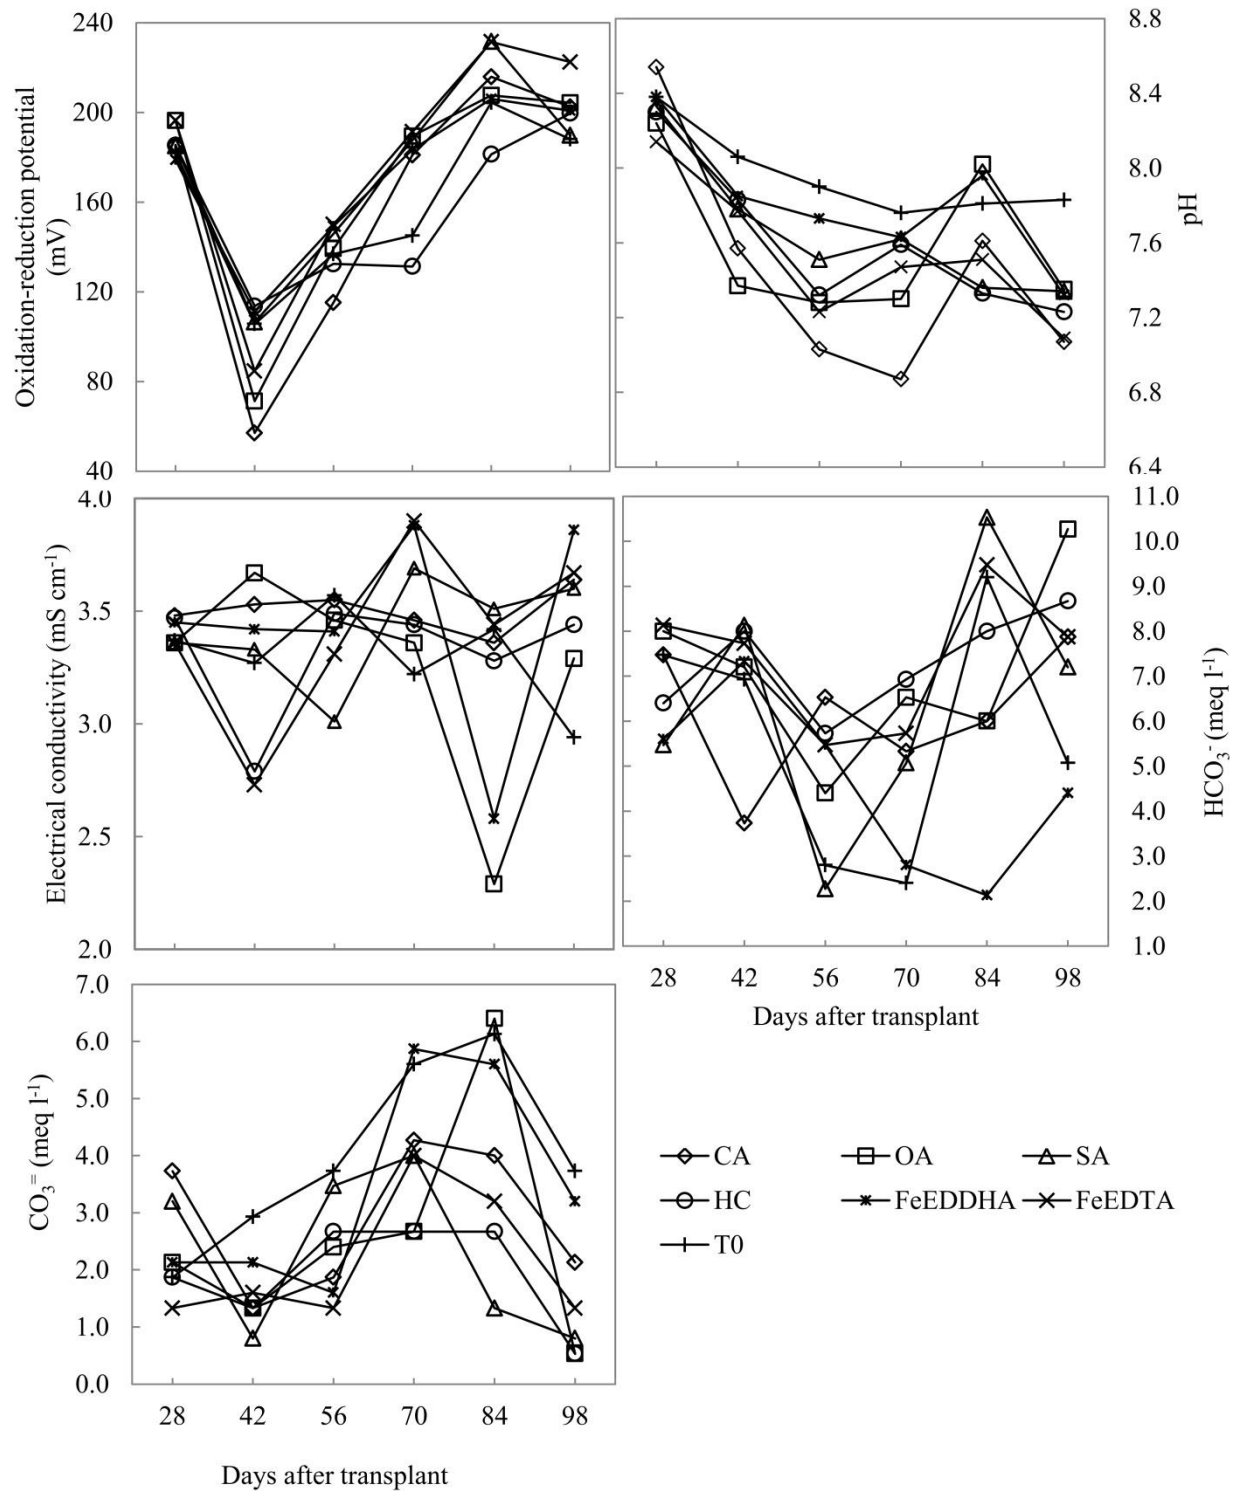 240
200
160
120
80
40
Oxidation-reduction potential
(mV)
8.8
8.4
8.0
7.6
7.2
6.8
6.4
pH
4.0
3.5
3.0
2.5
2.0
Electrical conductivity (mS cm⁻¹)
11.0
10.0
9.0
8.0
7.0
6.0
5.0
4.0
3.0
2.0
1.0
HCO₃⁻ (meq l⁻¹)
28 42 56 70 84 98
Days after transplant
7.0
6.0
5.0
4.0
3.0
2.0
1.0
0.0
CO₃⁼ (meq l⁻¹)
28 42 56 70 84 98
Days after transplant
CA OA SA
HC FeEDDHA FeEDTA
T0